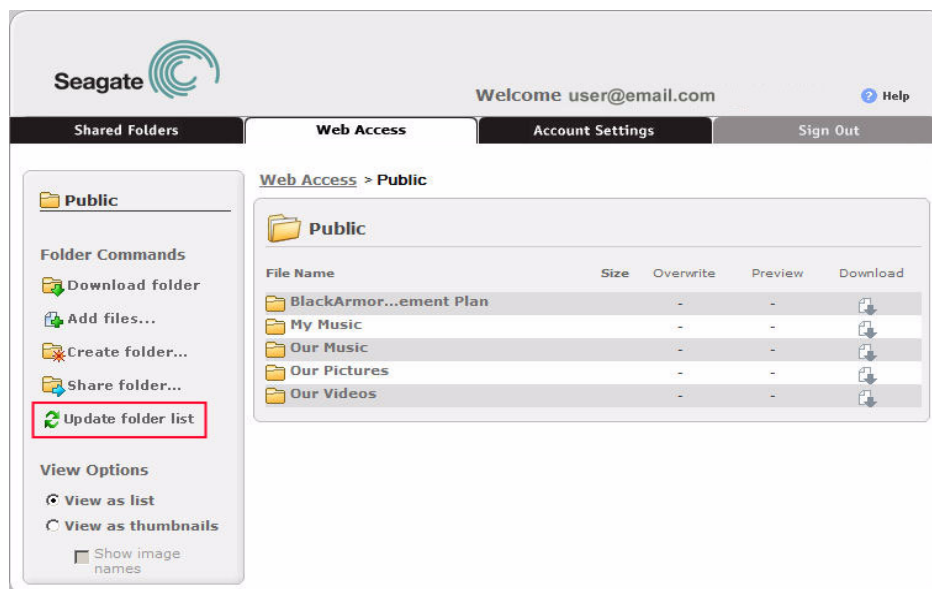 Seagate
Welcome user@email.com
Help
Shared Folders Web Access Account Settings Sign Out
Web Access > Public
Public
Folder Commands
Download folder
Add files...
Create folder...
Share folder...
Update folder list
View Options
View as list
View as thumbnails
Show image
names
Public
File Name Size Overwrite Preview Download
BlackArmor...ement Plan - -
My Music - -
Our Music - -
Our Pictures - -
Our Videos - -